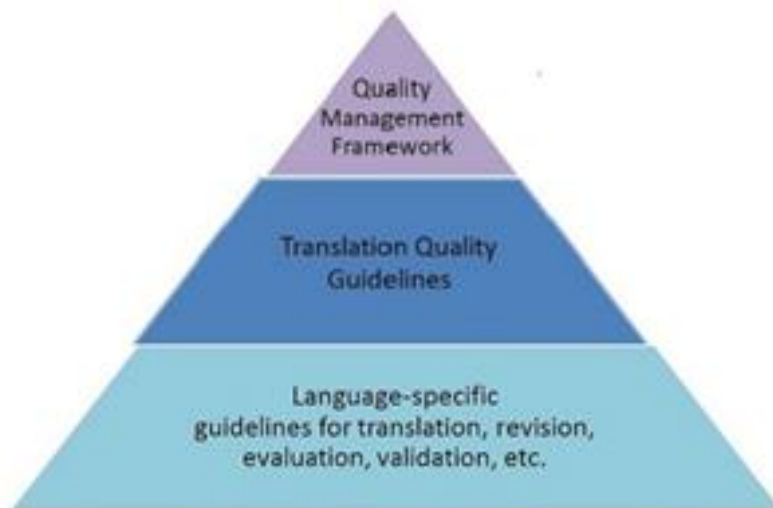 Quality
Management
Framework
Translation Quality
Guidelines
Language-specific
guidelines for translation, revision,
evaluation, validation, etc.